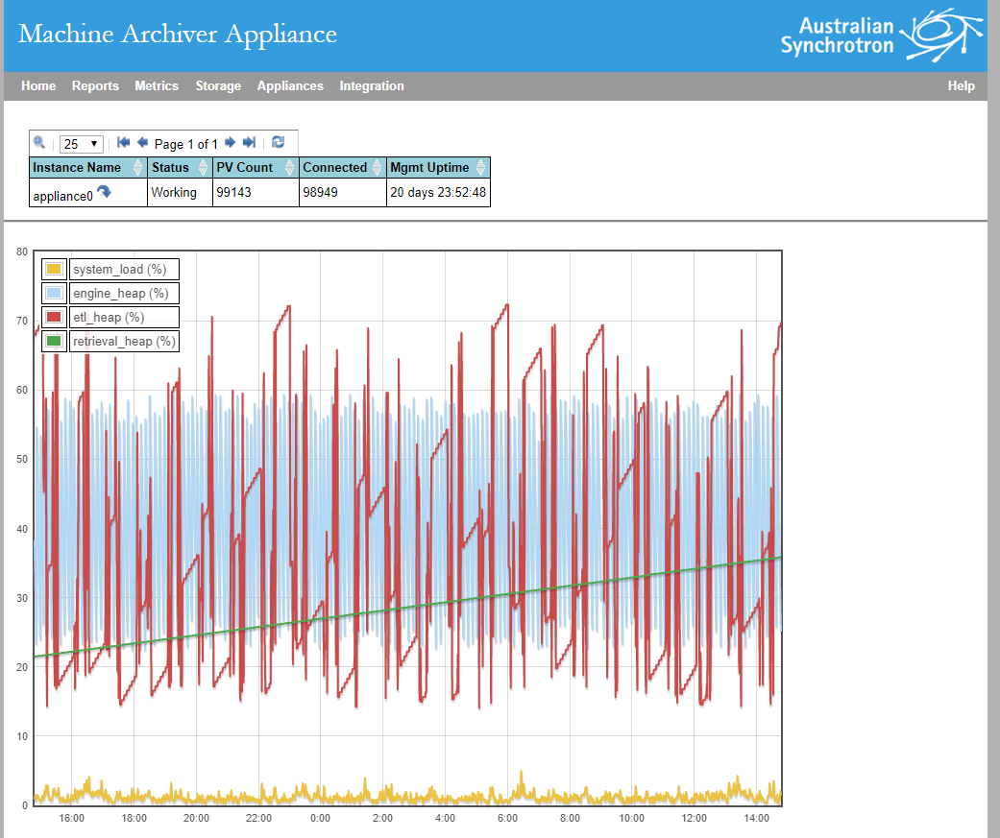 Machine Archiver Appliance
Australian
Synchrotron
Home Reports Metrics Storage Appliances Integration Help
25 Page 1 of 1
Instance Name Status PV Count Connected Mgmt Uptime
appliance0 Working 99143 98949 20 days 23:52:48
80
system_load (%)
engine_heap (%)
70
etl_heap (%)
retrieval_heap (%)
60
50
40
30
20
10
0
16:00 18:00 20:00 22:00 0:00 2:00 4:00 6:00 8:00 10:00 12:00 14:00